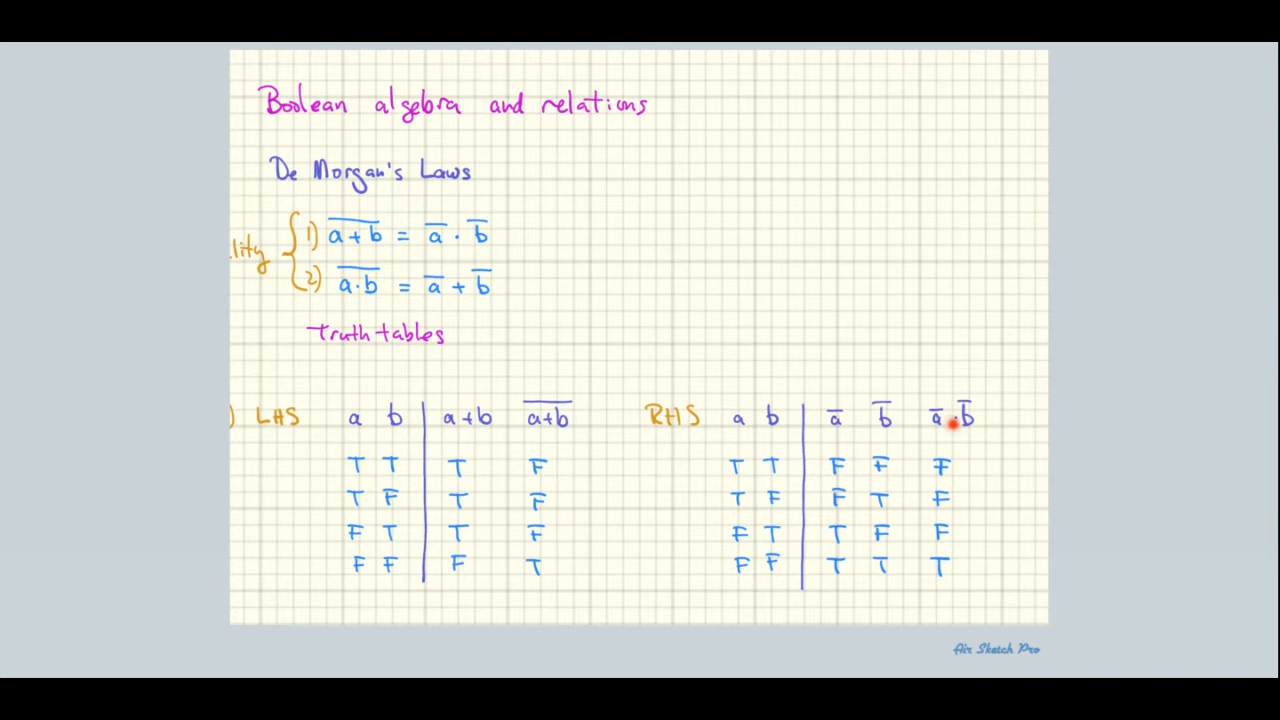 Boolean algebra and relations
De Morgan's Laws
1) a̅ ̅+̅ ̅b̅ = a̅ · b̅
lity
2) a̅ ̅·̅ ̅b̅ = a̅ + b̅
Truth tables
) LHS a b a+b a̅+̅b̅ RHS a b a̅ b̅ a̅·b̅
T T T F T T F F F
T F T F T F F T F
F T T F F T T F F
F F F T F F T T T
Air Sketch Pro